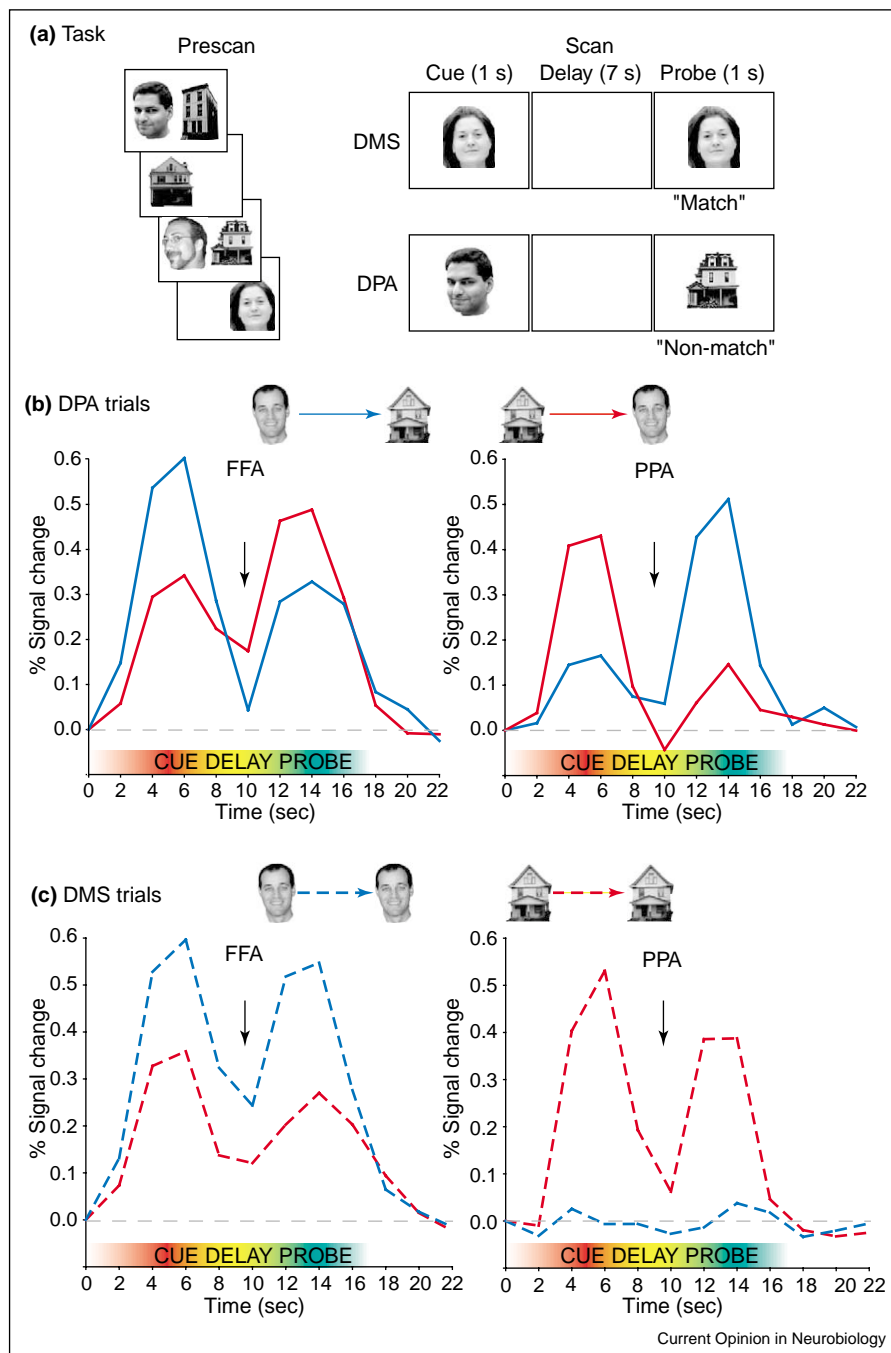 (a) Task
Prescan
Scan
Cue (1 s) Delay (7 s) Probe (1 s)
DMS
"Match"
DPA
"Non-match"
(b) DPA trials
FFA
% Signal change
0.6
0.5
0.4
0.3
0.2
0.1
0.0
CUE DELAY PROBE
0 2 4 6 8 10 12 14 16 18 20 22
Time (sec)
PPA
% Signal change
0.6
0.5
0.4
0.3
0.2
0.1
0.0
CUE DELAY PROBE
0 2 4 6 8 10 12 14 16 18 20 22
Time (sec)
(c) DMS trials
FFA
% Signal change
0.6
0.5
0.4
0.3
0.2
0.1
0.0
CUE DELAY PROBE
0 2 4 6 8 10 12 14 16 18 20 22
Time (sec)
PPA
% Signal change
0.6
0.5
0.4
0.3
0.2
0.1
0.0
CUE DELAY PROBE
0 2 4 6 8 10 12 14 16 18 20 22
Time (sec)
Current Opinion in Neurobiology